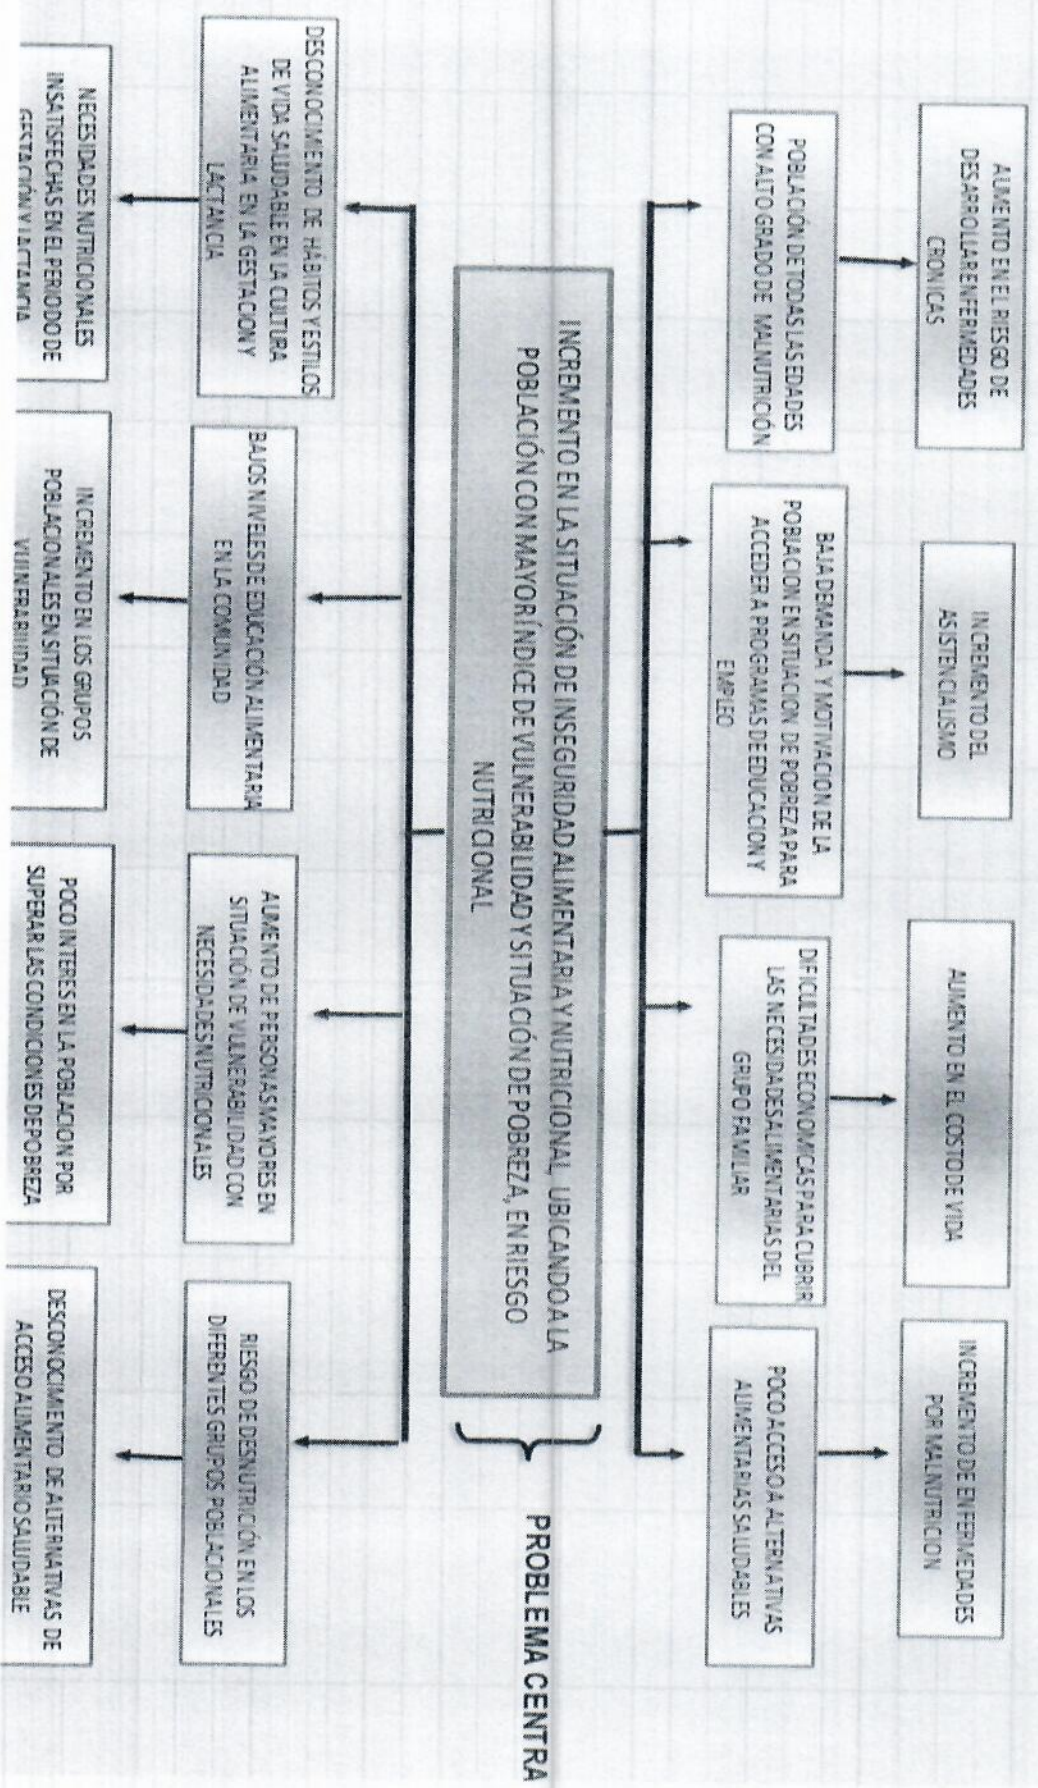 AUMENTO EN EL RIESGO DE
DESARROLLAR ENFERMEDADES
CRONICAS
INCREMENTO DEL
ASISTENCIALISMO
AUMENTO EN EL COSTO DE VIDA
INCREMENTO DE ENFERMEDADES
POR MALNUTRICION
POBLACIÓN DE TODAS LAS EDADES
CON ALTO GRADO DE MALNUTRICIÓN
BAJA DEMANDA Y MOTIVACION DE LA
POBLACION EN SITUACION DE POBREZA PARA
ACCEDER A PROGRAMAS DE EDUCACION Y
EMPLEO
DIFICULTADES ECONOMICAS PARA CUBRIR
LAS NECESIDADES ALIMENTARIAS DEL
GRUPO FAMILIAR
POCO ACCESO A ALTERNATIVAS
ALIMENTARIAS SALUDABLES
INCREMENTO EN LA SITUACIÓN DE INSEGURIDAD ALIMENTARIA Y NUTRICIONAL, UBICANDO A LA
POBLACIÓN CON MAYOR ÍNDICE DE VULNERABILIDAD Y SITUACIÓN DE POBREZA, EN RIESGO
NUTRICIONAL
PROBLEMA CENTRA
DESCONOCIMIENTO DE HÁBITOS Y ESTILOS
DE VIDA SALUDABLE EN LA CULTURA
ALIMENTARIA EN LA GESTACION Y
LACTANCIA
BAJOS NIVELES DE EDUCACIÓN ALIMENTARIA
EN LA COMUNIDAD
AUMENTO DE PERSONAS MAYORES EN
SITUACIÓN DE VULNERABILIDAD CON
NECESIDADES NUTRICIONALES
RIESGO DE DESNUTRICIÓN EN LOS
DIFERENTES GRUPOS POBLACIONALES
NECESIDADES NUTRICIONALES
INSATISFECHAS EN EL PERIODO DE
GESTACIÓN Y LACTANCIA
INCREMENTO EN LOS GRUPOS
POBLACIONALES EN SITUACIÓN DE
VULNERABILIDAD
POCO INTERES EN LA POBLACION POR
SUPERAR LAS CONDICIONES DE POBREZA
DESCONOCIMIENTO DE ALTERNATIVAS DE
ACCESO ALIMENTARIO SALUDABLE